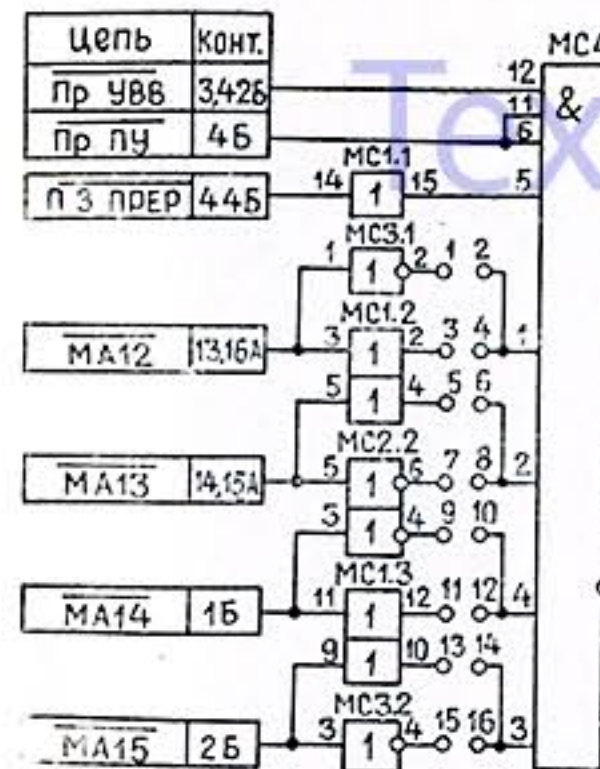 Цепь КОНТ.
Пр УВВ 3,42Б
Пр ПУ 4Б
П З ПРЕР 44Б
МА12 13,16А
МА13 14,15А
МА14 1Б
МА15 2Б
МС4
&
12
11
6
МС1.1
14 1 15 5
МС3.1
1 1 2 1 2
МС1.2
3 1 2 3 4 1
5 1 4 5 6
МС2.2
5 1 6 7 8 2
1 4 9 10
МС1.3
11 1 12 11 12 4
9 1 10 13 14
МС3.2
3 1 4 15 16 3
Tex